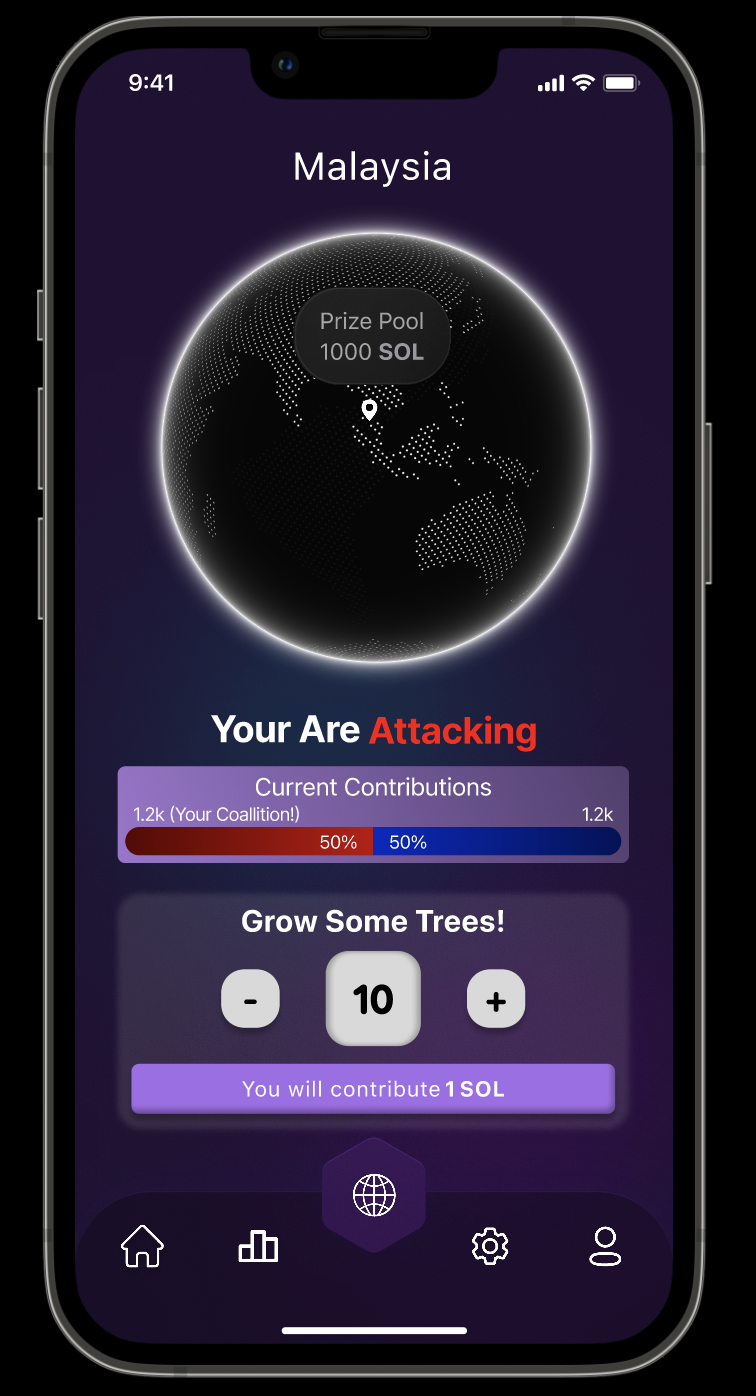 9:41
Malaysia
Prize Pool
1000 SOL
Your Are Attacking
Current Contributions
1.2k (Your Coallition!) 1.2k
50% 50%
Grow Some Trees!
- 10 +
You will contribute 1 SOL